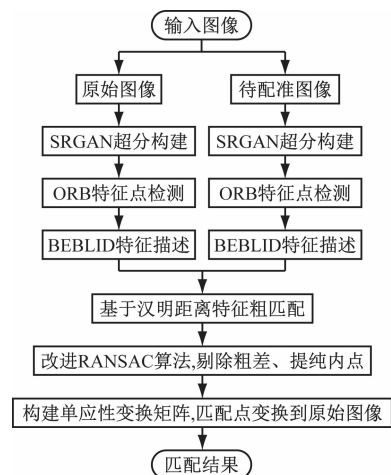 输入图像
原始图像
待配准图像
SRGAN超分构建
SRGAN超分构建
ORB特征点检测
ORB特征点检测
BEBLID特征描述
BEBLID特征描述
基于汉明距离特征粗匹配
改进RANSAC算法,剔除粗差、提纯内点
构建单应性变换矩阵,匹配点变换到原始图像
匹配结果